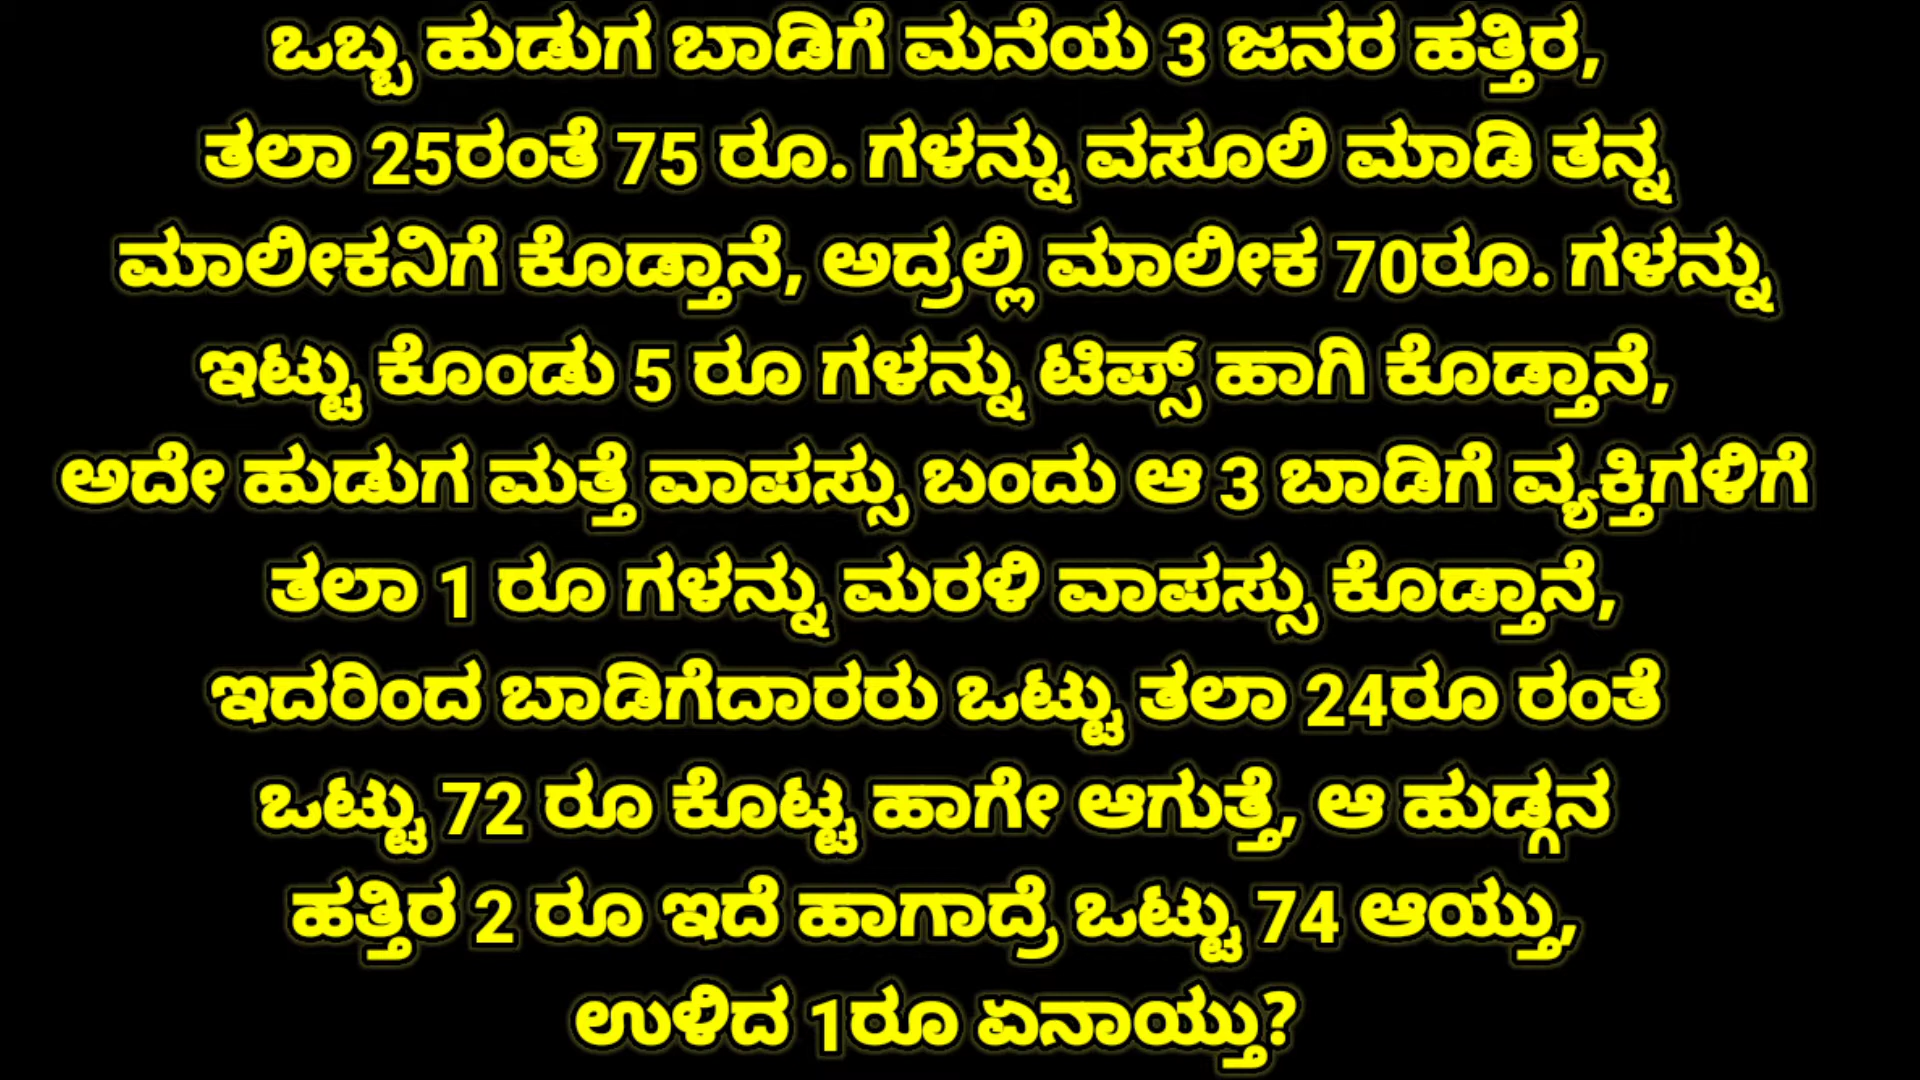 ಒಬ್ಬ ಹುಡುಗ ಬಾಡಿಗೆ ಮನೆಯ 3 ಜನರ ಹತ್ತಿರ,
ತಲಾ 25ರಂತೆ 75 ರೂ. ಗಳನ್ನು ವಸೂಲಿ ಮಾಡಿ ತನ್ನ
ಮಾಲೀಕನಿಗೆ ಕೊಡ್ತಾನೆ, ಅದ್ರಲ್ಲಿ ಮಾಲೀಕ 70ರೂ. ಗಳನ್ನು
ಇಟ್ಟು ಕೊಂಡು 5 ರೂ ಗಳನ್ನು ಟಿಪ್ಸ್ ಹಾಗಿ ಕೊಡ್ತಾನೆ,
ಅದೇ ಹುಡುಗ ಮತ್ತೆ ವಾಪಸ್ಸು ಬಂದು ಆ 3 ಬಾಡಿಗೆ ವ್ಯಕ್ತಿಗಳಿಗೆ
ತಲಾ 1 ರೂ ಗಳನ್ನು ಮರಳಿ ವಾಪಸ್ಸು ಕೊಡ್ತಾನೆ,
ಇದರಿಂದ ಬಾಡಿಗೆದಾರರು ಒಟ್ಟು ತಲಾ 24ರೂ ರಂತೆ
ಒಟ್ಟು 72 ರೂ ಕೊಟ್ಟ ಹಾಗೇ ಆಗುತ್ತೆ, ಆ ಹುಡ್ಗನ
ಹತ್ತಿರ 2 ರೂ ಇದೆ ಹಾಗಾದ್ರೆ ಒಟ್ಟು 74 ಆಯ್ತು,
ಉಳಿದ 1ರೂ ಏನಾಯ್ತು?